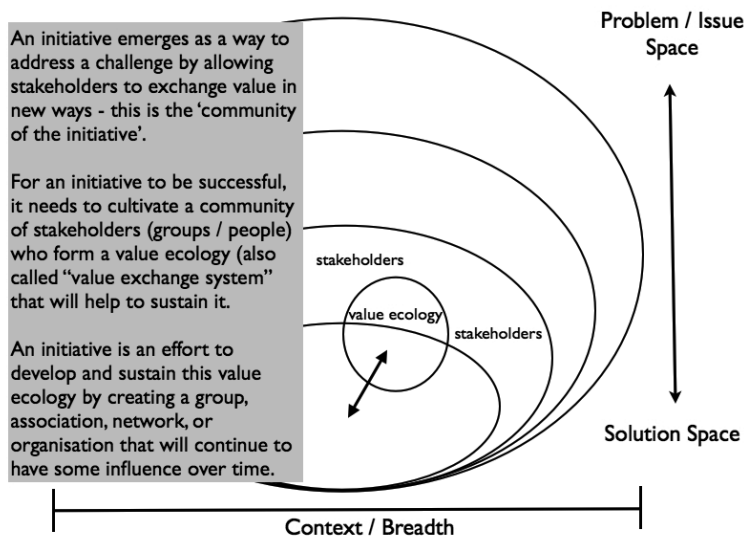 An initiative emerges as a way to
address a challenge by allowing
stakeholders to exchange value in
new ways - this is the 'community
of the initiative'.
For an initiative to be successful,
it needs to cultivate a community
of stakeholders (groups / people)
who form a value ecology (also
called “value exchange system”
that will help to sustain it.
An initiative is an effort to
develop and sustain this value
ecology by creating a group,
association, network, or
organisation that will continue to
have some influence over time.
Problem / Issue
Space
stakeholders
value ecology
stakeholders
Solution Space
Context / Breadth